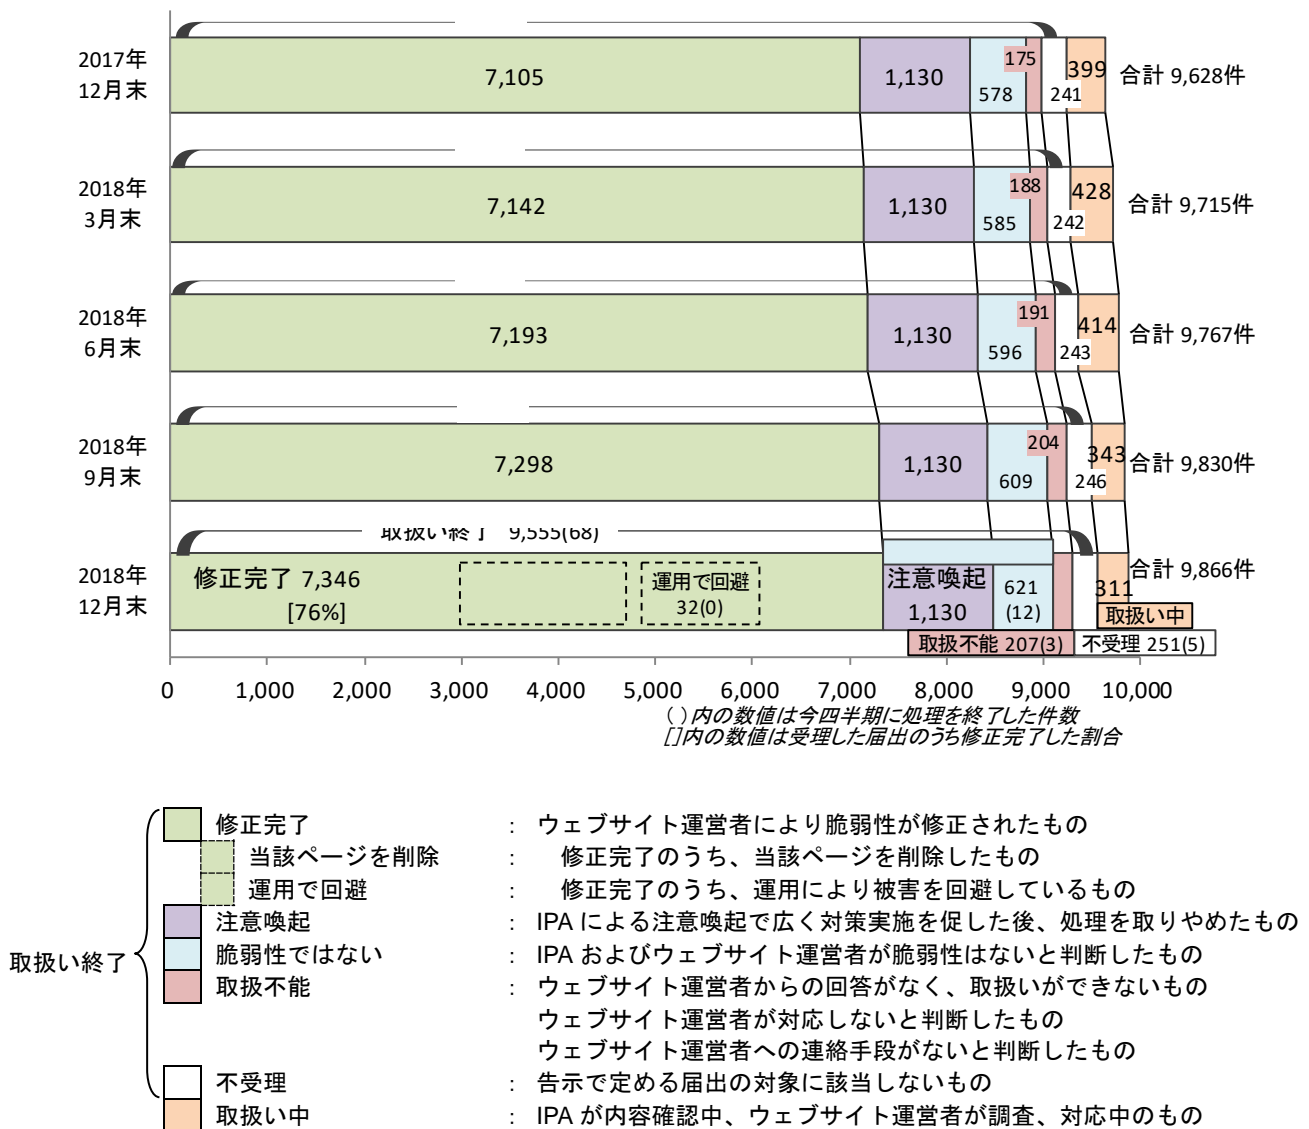 2017年
12月末
7,105
1,130
578
175
241
399
合計 9,628件
2018年
3月末
7,142
1,130
585
188
242
428
合計 9,715件
2018年
6月末
7,193
1,130
596
191
243
414
合計 9,767件
2018年
9月末
7,298
1,130
609
204
246
343
合計 9,830件
取扱い終了 9,555(68)
2018年
12月末
修正完了 7,346
[76%]
運用で回避
32(0)
注意喚起
1,130
621
(12)
311
合計 9,866件
取扱い中
取扱不能 207(3)
不受理 251(5)
0 1,000 2,000 3,000 4,000 5,000 6,000 7,000 8,000 9,000 10,000
( )内の数値は今四半期に処理を終了した件数
[]内の数値は受理した届出のうち修正完了した割合
取扱い終了
修正完了 : ウェブサイト運営者により脆弱性が修正されたもの
当該ページを削除 : 修正完了のうち、当該ページを削除したもの
運用で回避 : 修正完了のうち、運用により被害を回避しているもの
注意喚起 : IPA による注意喚起で広く対策実施を促した後、処理を取りやめたもの
脆弱性ではない : IPA およびウェブサイト運営者が脆弱性はないと判断したもの
取扱不能 : ウェブサイト運営者からの回答がなく、取扱いができないもの
ウェブサイト運営者が対応しないと判断したもの
ウェブサイト運営者への連絡手段がないと判断したもの
不受理 : 告示で定める届出の対象に該当しないもの
取扱い中 : IPA が内容確認中、ウェブサイト運営者が調査、対応中のもの